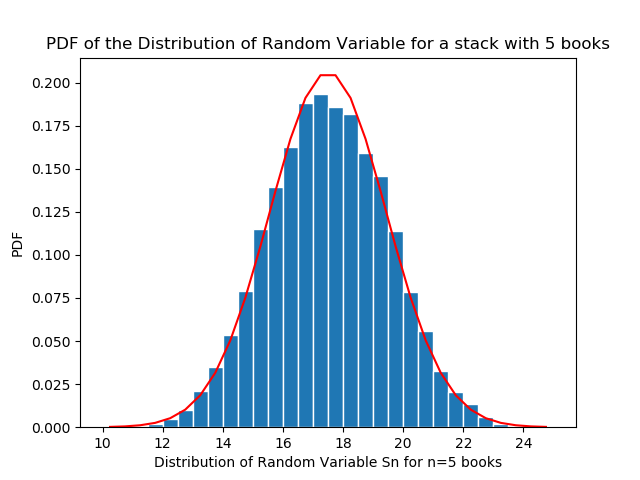 PDF of the Distribution of Random Variable for a stack with 5 books
0.200
0.175
0.150
0.125
0.100
0.075
0.050
0.025
0.000
PDF
10 12 14 16 18 20 22 24
Distribution of Random Variable Sn for n=5 books